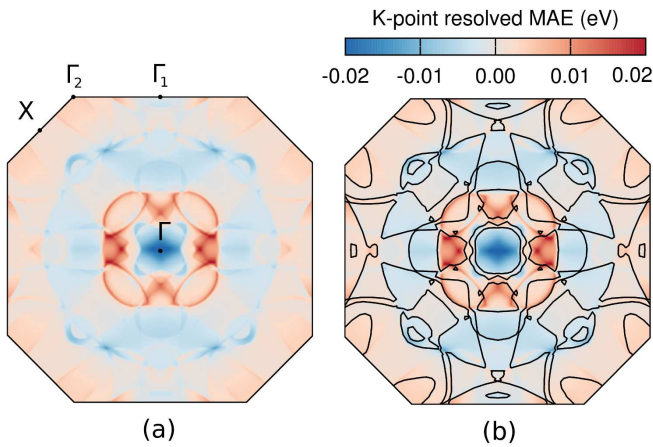 K-point resolved MAE (eV)
-0.02 -0.01 0.00 0.01 0.02
Γ2 Γ1
X
Γ
(a) (b)